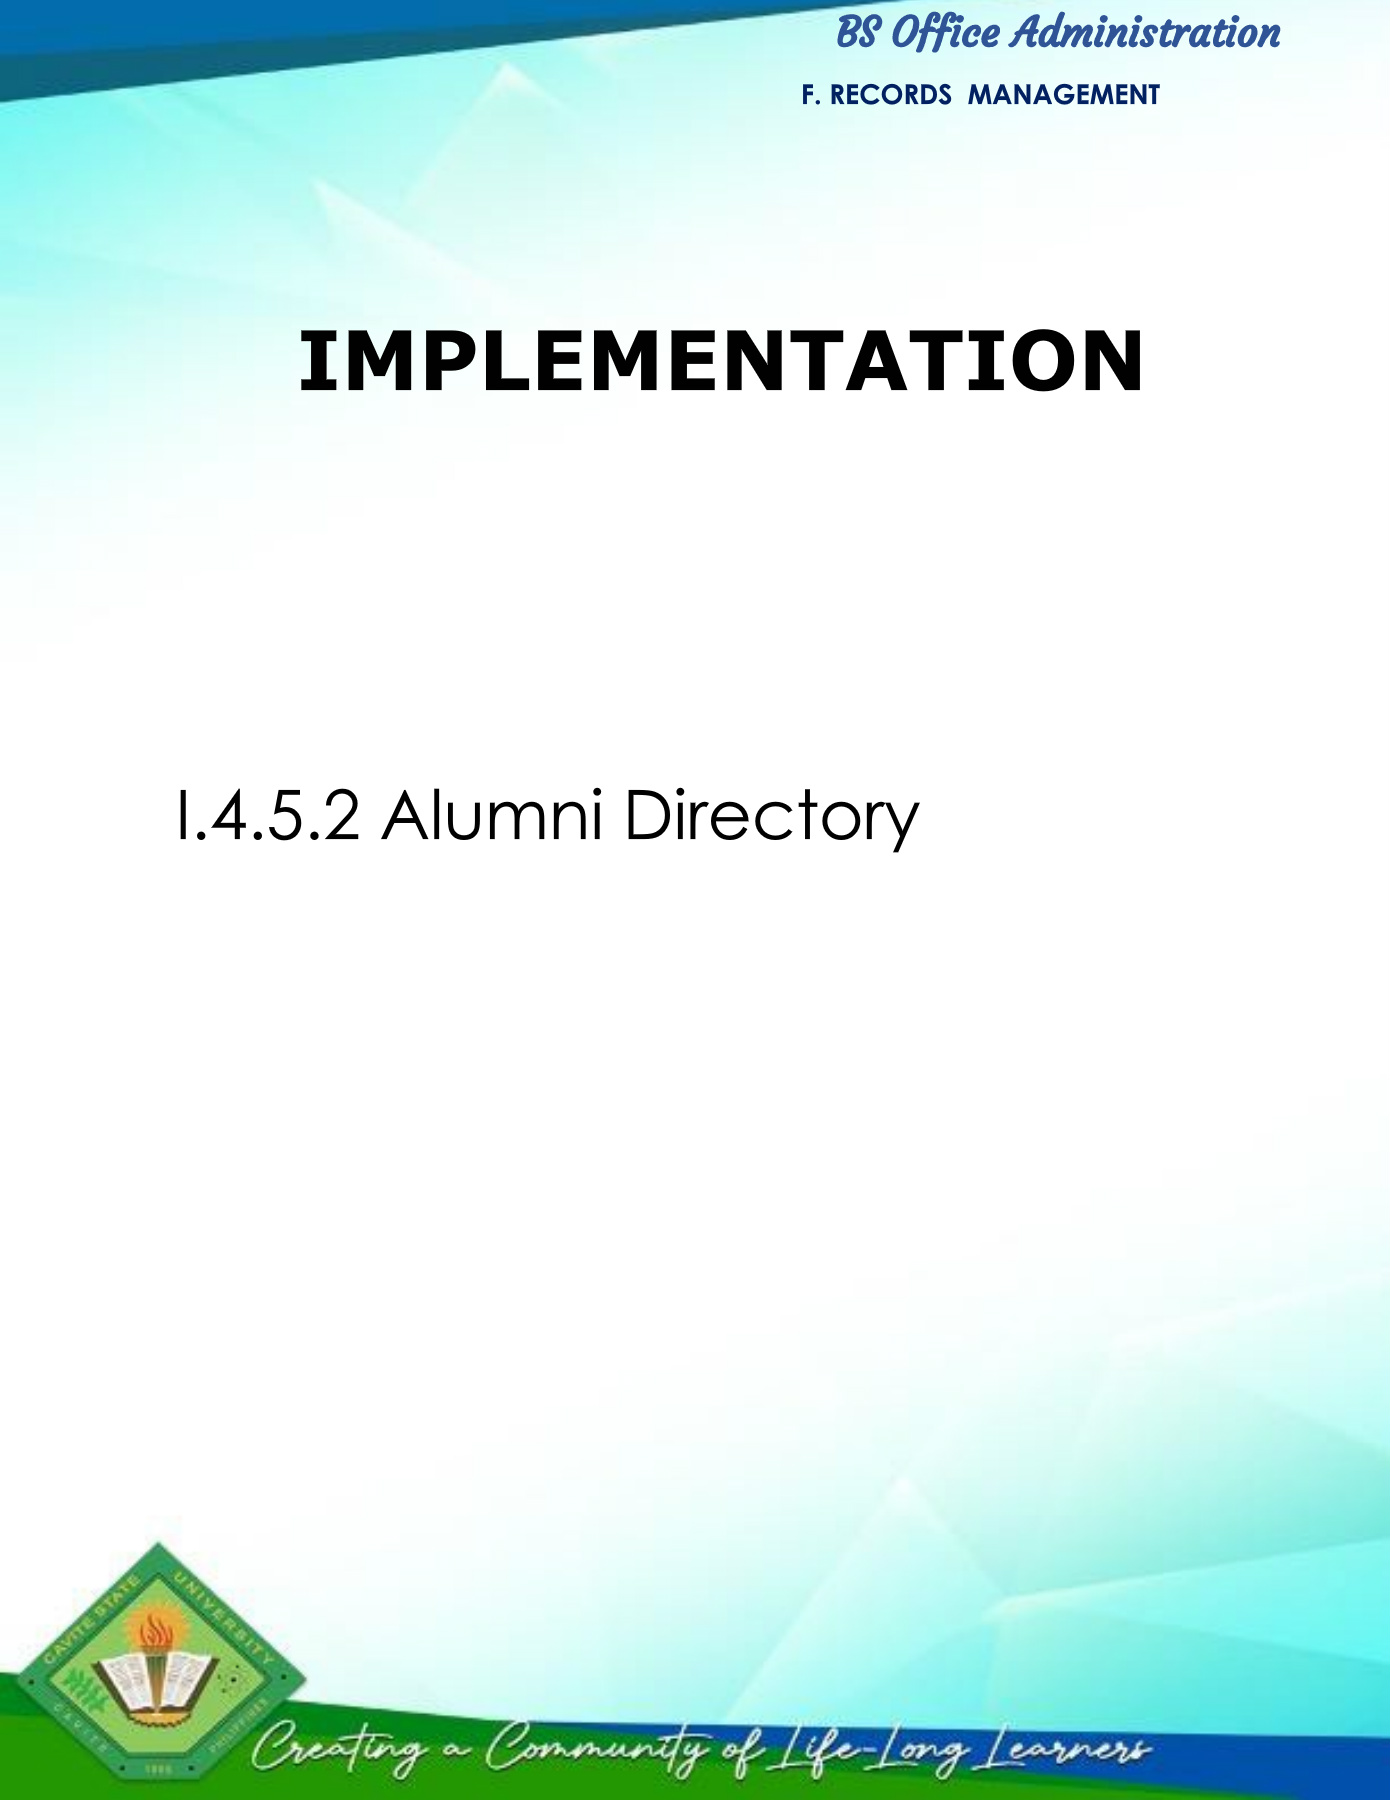 BS Office Administration
F. RECORDS MANAGEMENT
IMPLEMENTATION
I.4.5.2 Alumni Directory
CAVITE STATE UNIVERSITY
CAVITE
PHILIPPINES
1906
Creating a Community of Life-Long Learners